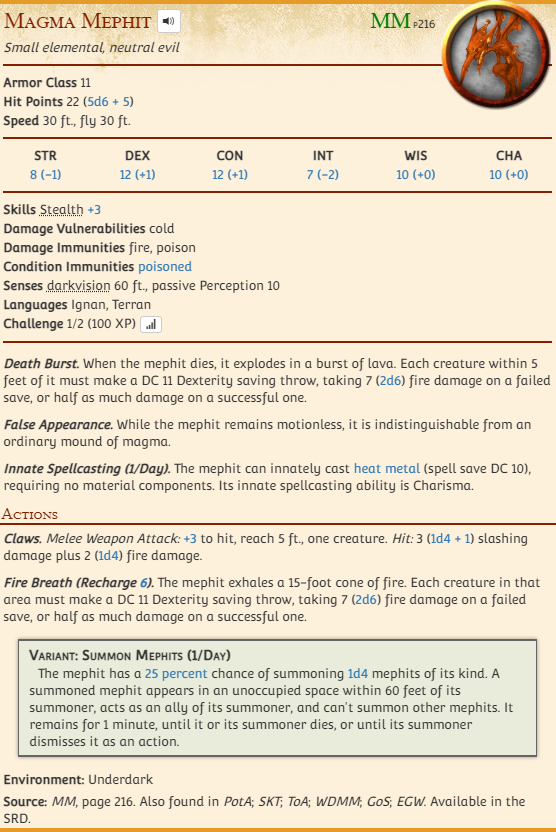 Magma Mephit MM P216
Small elemental, neutral evil
Armor Class 11
Hit Points 22 (5d6 + 5)
Speed 30 ft., fly 30 ft.
STR DEX CON INT WIS CHA
8 (−1) 12 (+1) 12 (+1) 7 (−2) 10 (+0) 10 (+0)
Skills Stealth +3
Damage Vulnerabilities cold
Damage Immunities fire, poison
Condition Immunities poisoned
Senses darkvision 60 ft., passive Perception 10
Languages Ignan, Terran
Challenge 1/2 (100 XP)
Death Burst. When the mephit dies, it explodes in a burst of lava. Each creature within 5
feet of it must make a DC 11 Dexterity saving throw, taking 7 (2d6) fire damage on a failed
save, or half as much damage on a successful one.
False Appearance. While the mephit remains motionless, it is indistinguishable from an
ordinary mound of magma.
Innate Spellcasting (1/Day). The mephit can innately cast heat metal (spell save DC 10),
requiring no material components. Its innate spellcasting ability is Charisma.
Actions
Claws. Melee Weapon Attack: +3 to hit, reach 5 ft., one creature. Hit: 3 (1d4 + 1) slashing
damage plus 2 (1d4) fire damage.
Fire Breath (Recharge 6). The mephit exhales a 15-foot cone of fire. Each creature in that
area must make a DC 11 Dexterity saving throw, taking 7 (2d6) fire damage on a failed
save, or half as much damage on a successful one.
Variant: Summon Mephits (1/Day)
The mephit has a 25 percent chance of summoning 1d4 mephits of its kind. A
summoned mephit appears in an unoccupied space within 60 feet of its
summoner, acts as an ally of its summoner, and can't summon other mephits. It
remains for 1 minute, until it or its summoner dies, or until its summoner
dismisses it as an action.
Environment: Underdark
Source: MM, page 216. Also found in PotA; SKT; ToA; WDMM; GoS; EGW. Available in the
SRD.